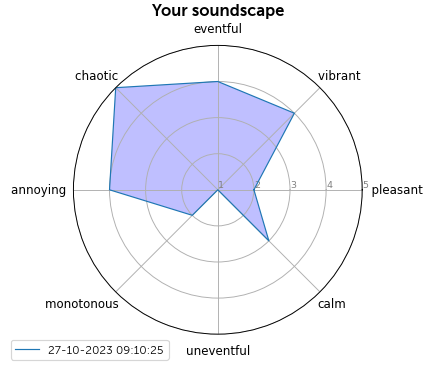 Your soundscape
eventful
chaotic
vibrant
annoying
1 2 3 4 5
pleasant
monotonous
calm
uneventful
27-10-2023 09:10:25